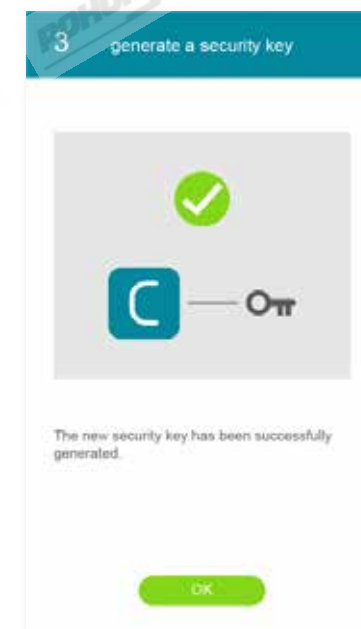 3 generate a security key
C
The new security key has been successfully
generated.
OK